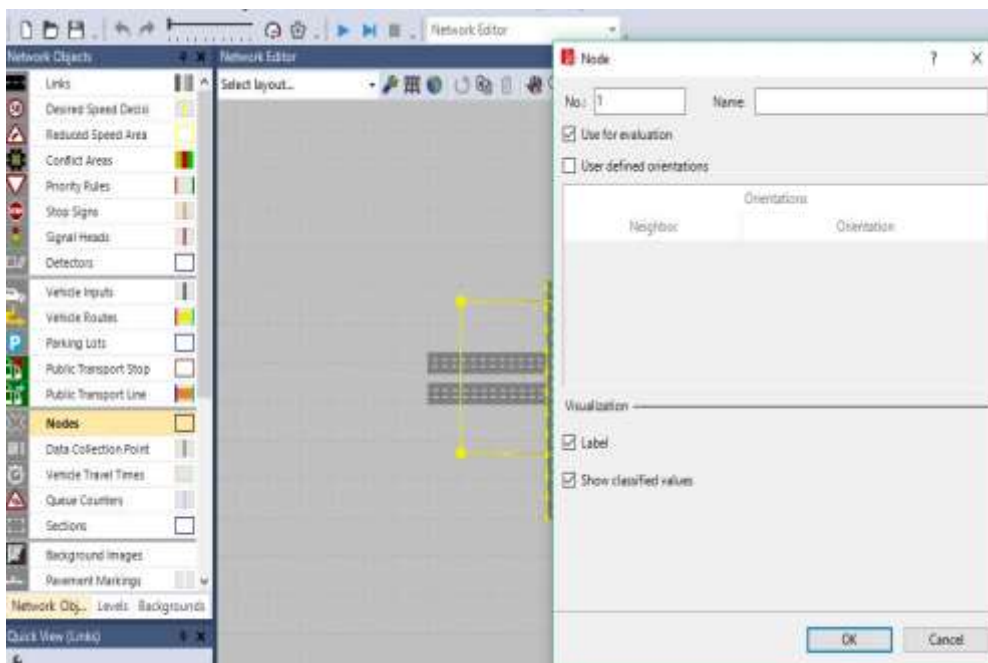 Network Editor
Network Objects
Network Editor
Links
Desired Speed Decisi
Reduced Speed Area
Conflict Areas
Priority Rules
Stop Signs
Signal Heads
Detectors
Vehicle Inputs
Vehicle Routes
Parking Lots
Public Transport Stop
Public Transport Line
Nodes
Data Collection Point
Vehicle Travel Times
Queue Counters
Sections
Background Images
Pavement Markings
Network Obj... Levels Backgrounds
Quick View (Links)
Select layout...
Node ? X
No.: 1 Name:
Use for evaluation
User defined orientations
Orientations
Neighbor Orientation
Visualization
Label
Show classified values
OK Cancel